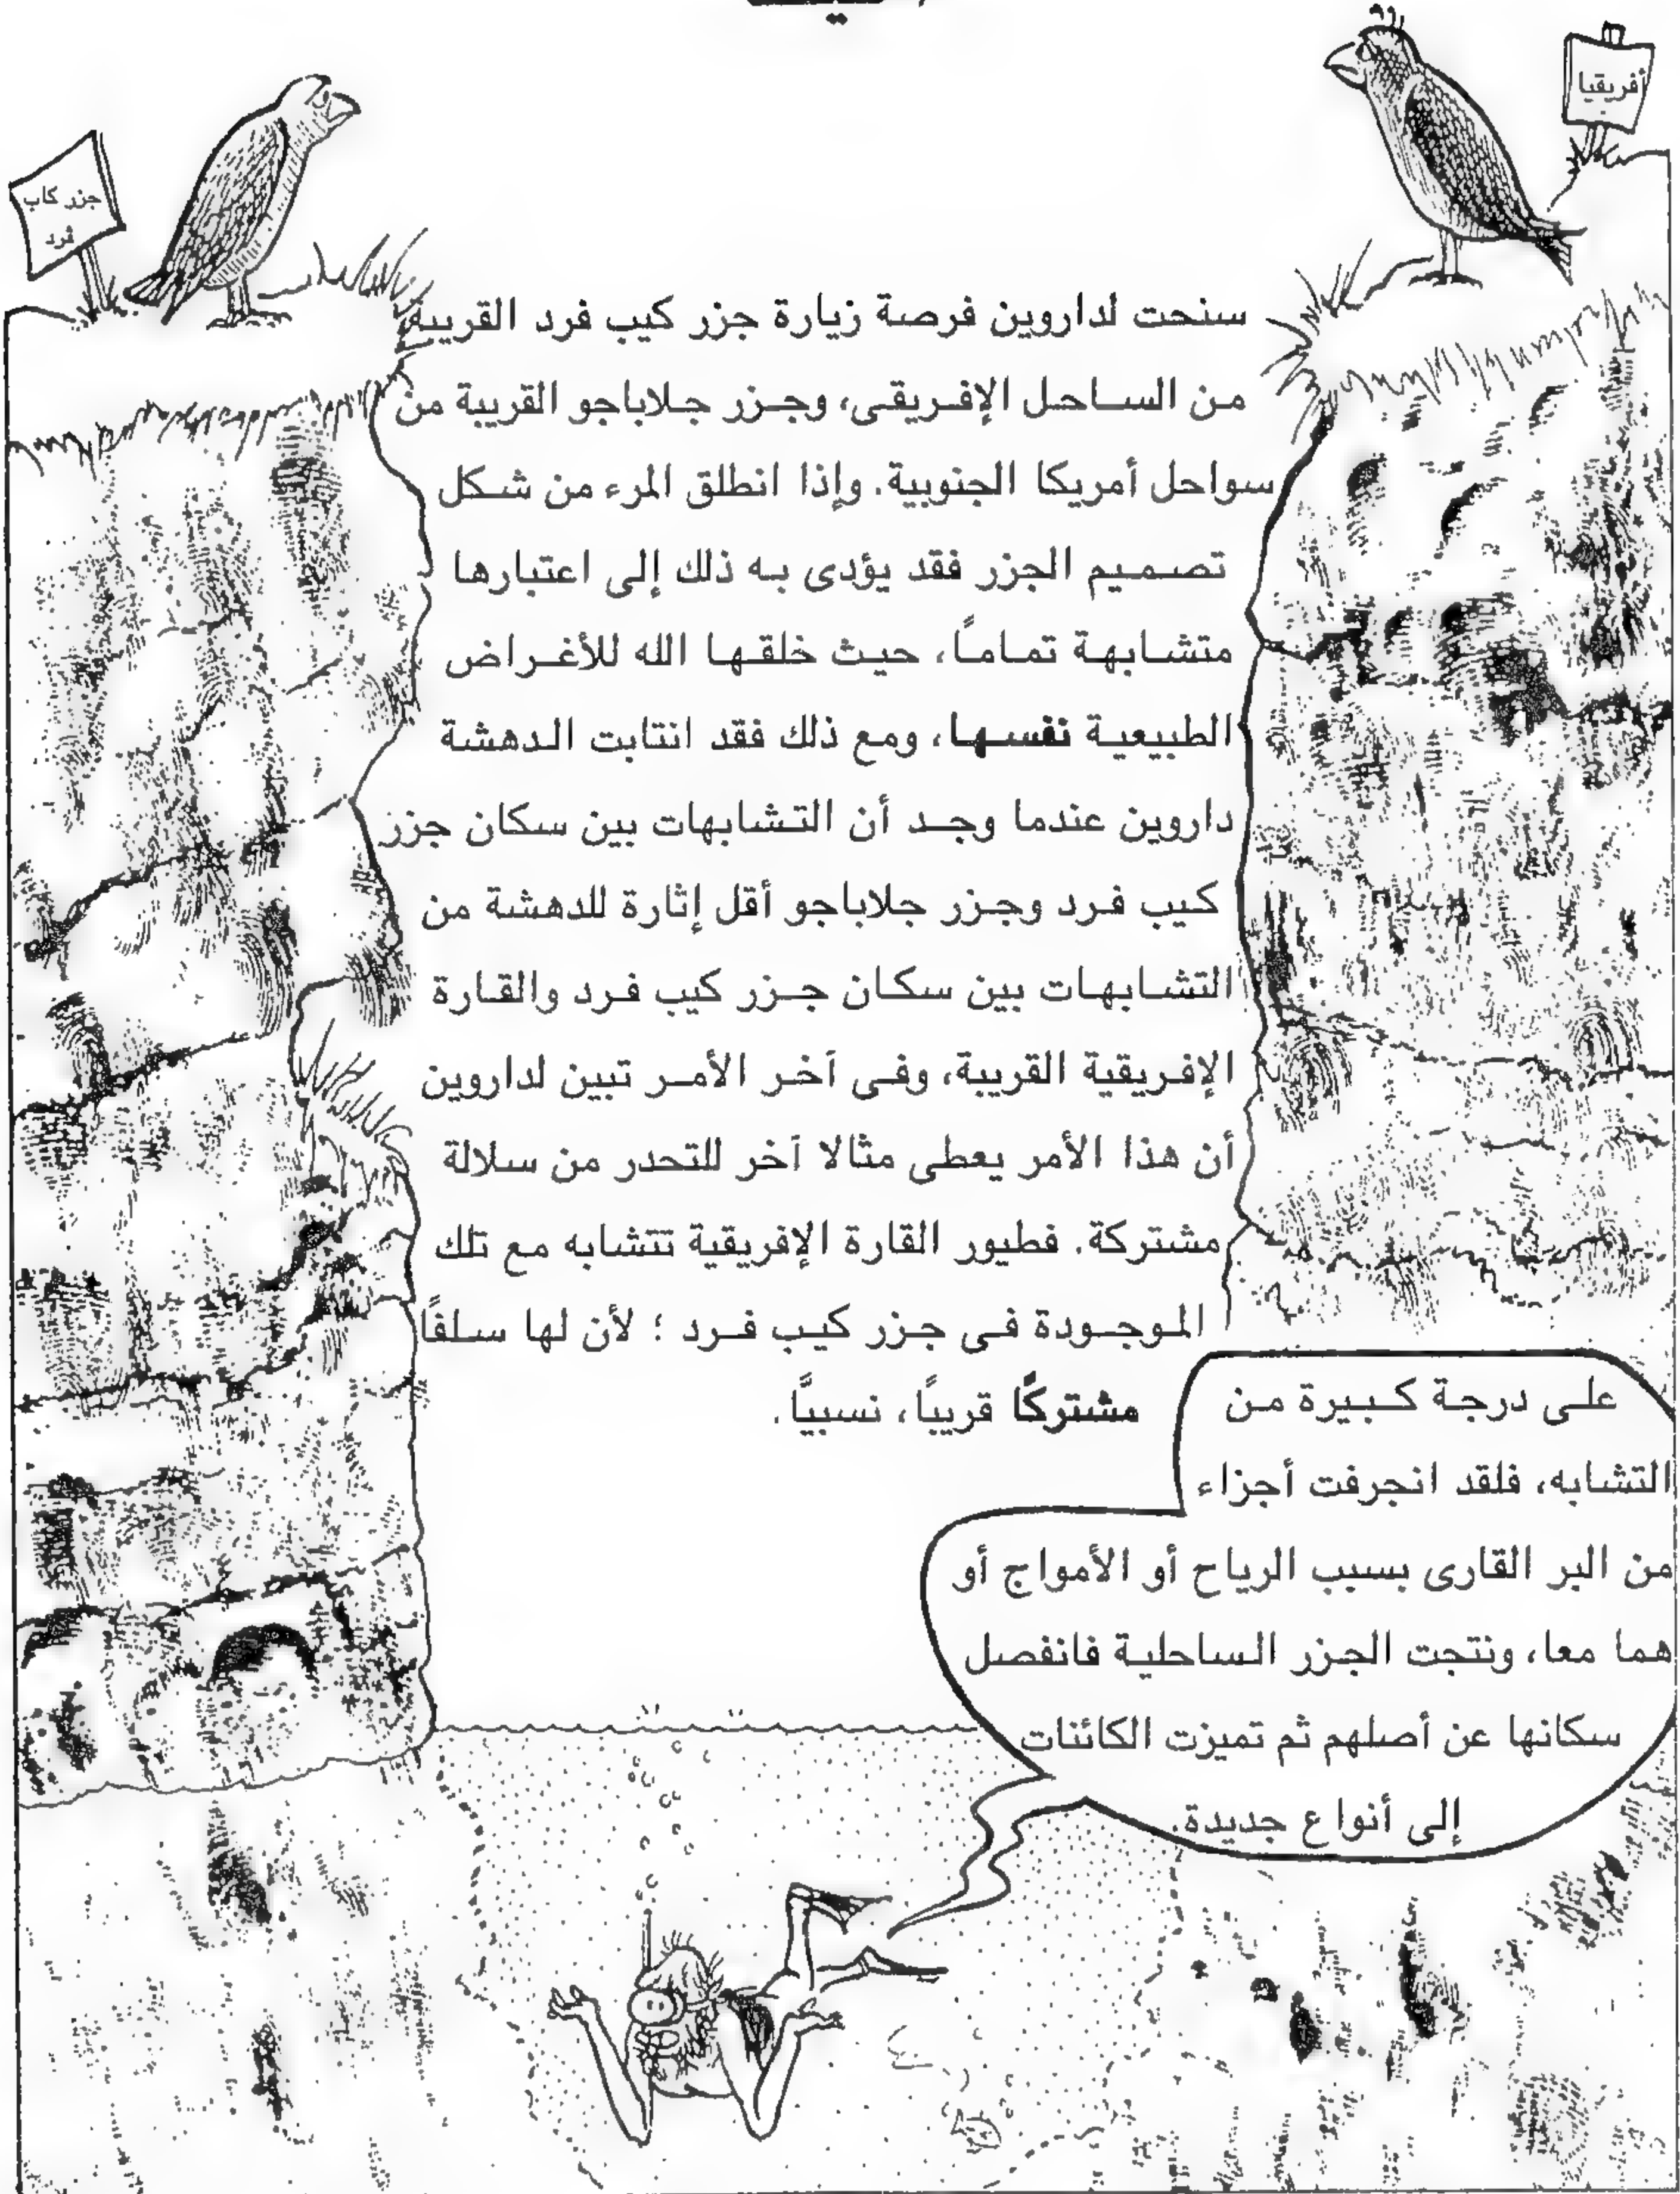 أفريقيا
جزر كاب
ڤرد
سنحت لداروين فرصة زيارة جزر كيب فرد القريبة
من الساحل الإفريقى، وجزر جلاباجو القريبة من
سواحل أمريكا الجنوبية. وإذا انطلق المرء من شكل
تصميم الجزر فقد يؤدى به ذلك إلى اعتبارها
متشابهة تمامًا، حيث خلقها الله للأغراض
الطبيعية نفسها، ومع ذلك فقد انتابت الدهشة
داروين عندما وجد أن التشابهات بين سكان جزر
كيب فرد وجزر جلاباجو أقل إثارة للدهشة من
التشابهات بين سكان جزر كيب فرد والقارة
الإفريقية القريبة، وفى آخر الأمر تبين لداروين
أن هذا الأمر يعطى مثالا آخر للتحدر من سلالة
مشتركة. فطيور القارة الإفريقية تتشابه مع تلك
الموجودة فى جزر كيب فرد ؛ لأن لها سلفًا
مشتركًا قريبًا، نسبيًّا.
على درجة كبيرة من
التشابه، فلقد انجرفت أجزاء
من البر القارى بسبب الرياح أو الأمواج أو
هما معا، ونتجت الجزر الساحلية فانفصل
سكانها عن أصلهم ثم تميزت الكائنات
إلى أنواع جديدة.